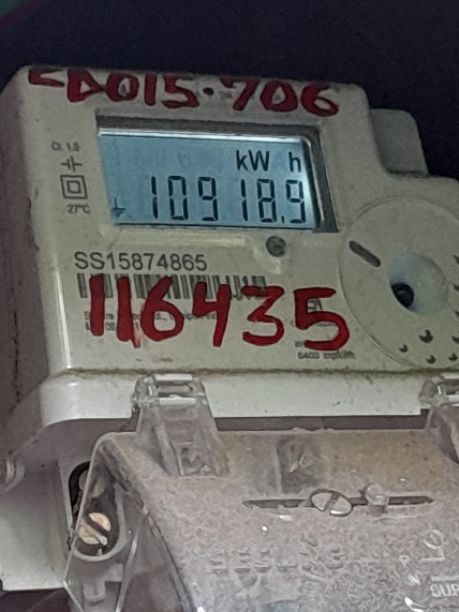 CD015.706
Cl. 1.0
kW h
10918.9
27°C
SS15874865
116435
6400 imp/kWh